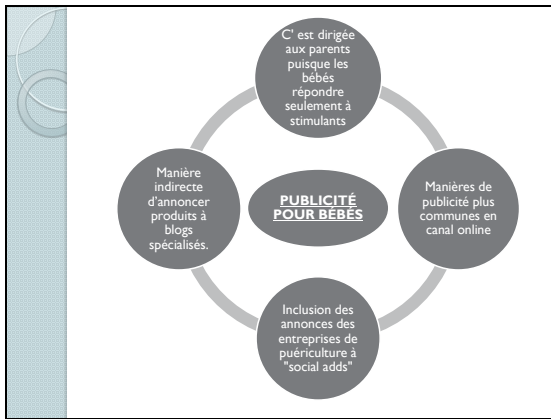 C' est dirigée
aux parents
puisque les
bébés
répondre
seulement à
stimulants
Manière
indirecte
d'annoncer
produits à
blogs
spécialisés.
PUBLICITÉ
POUR BÉBÉS
Manières de
publicité plus
communes en
canal online
Inclusion des
annonces des
entreprises de
puériculture à
"social adds"